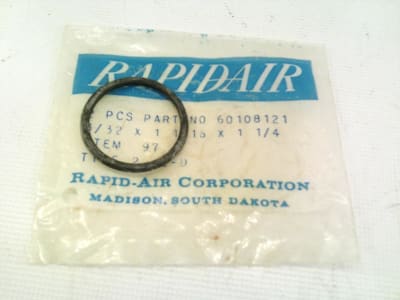 RAPIDAIR
PCS PART NO 60108121
/32 X 1 1/16 X 1 1/4
ITEM 97
RAPID-AIR CORPORATION
MADISON, SOUTH DAKOTA